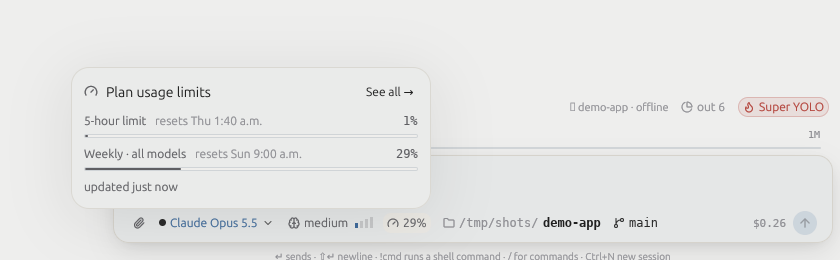 Plan usage limits See all →
5-hour limit resets Thu 1:40 a.m. 1%
Weekly · all models resets Sun 9:00 a.m. 29%
updated just now
demo-app · offline out 6 Super YOLO
1M
Claude Opus 5.5 medium 29% /tmp/shots/ demo-app main $0.26
↵ sends · ⇧↵ newline · !cmd runs a shell command · / for commands · Ctrl+N new session